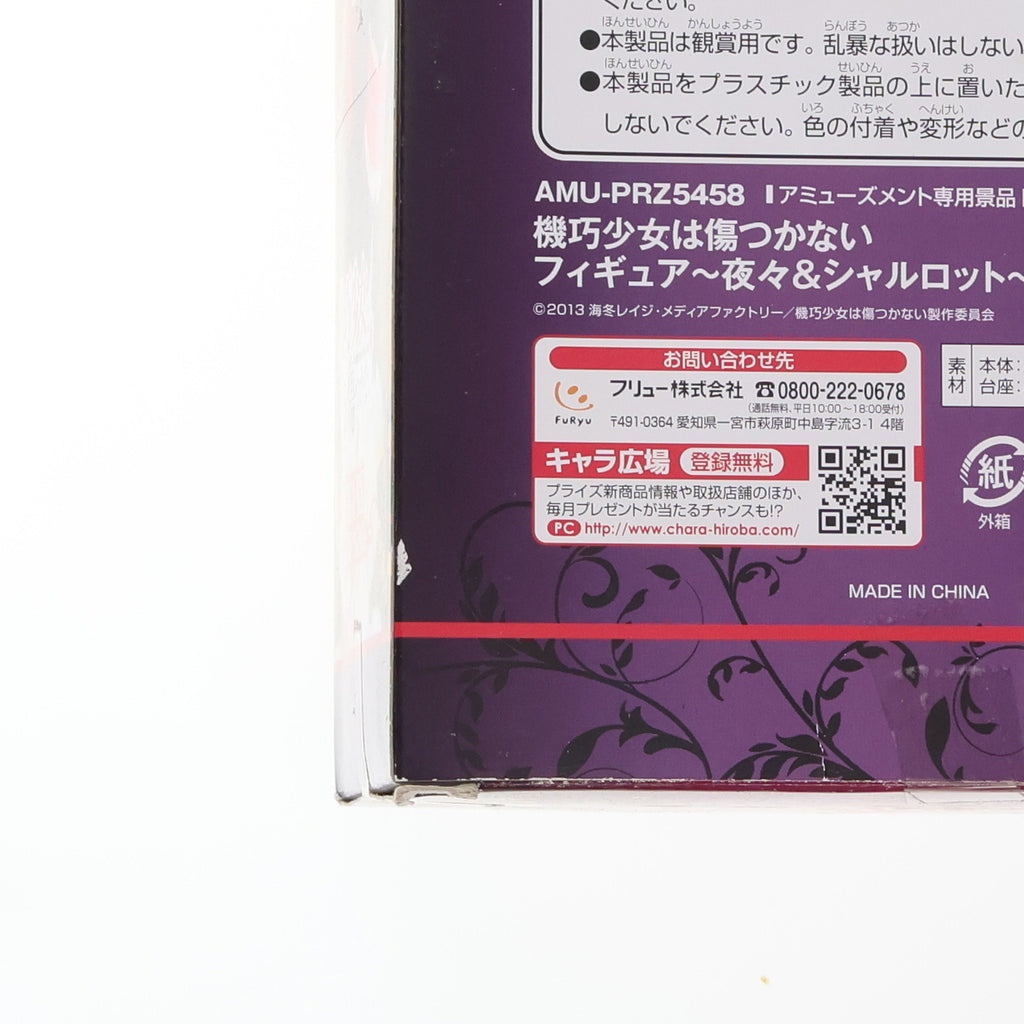 ください。
●本製品は観賞用です。乱暴な扱いはしない
●本製品をプラスチック製品の上に置いた
しないでください。色の付着や変形などの
AMU-PRZ5458 アミューズメント専用景品
機巧少女は傷つかない
フィギュア～夜々&シャルロット～
©2013 海冬レイジ・メディアファクトリー／機巧少女は傷つかない製作委員会
お問い合わせ先
FuRyu フリュー株式会社 ☎0800-222-0678
(通話無料、平日10:00～18:00受付)
〒491-0364 愛知県一宮市萩原町中島字流3-1 4階
キャラ広場 登録無料
プライズ新商品情報や取扱店舗のほか、
毎月プレゼントが当たるチャンスも!?
PC http://www.chara-hiroba.com/
素材 本体:
台座:
紙
外箱
MADE IN CHINA